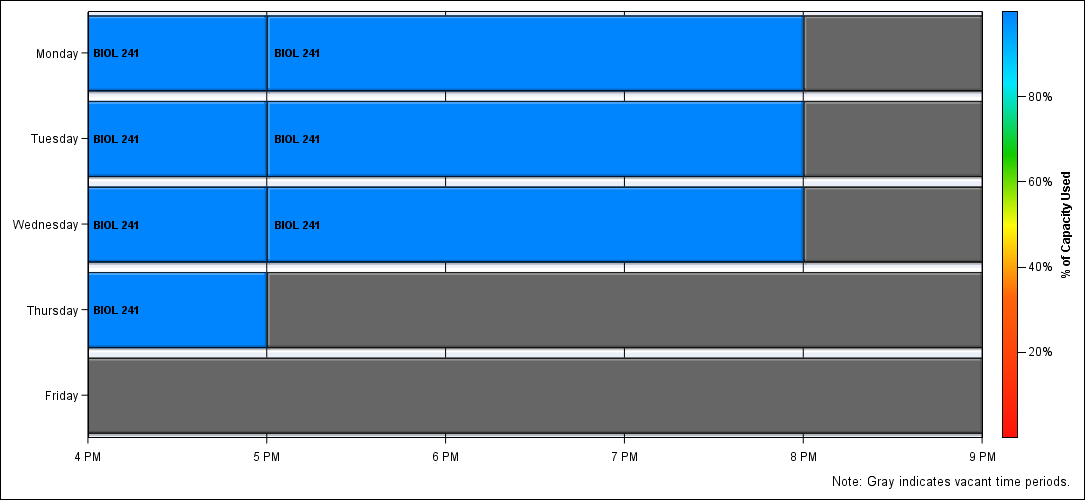 Monday
BIOL 241
BIOL 241
Tuesday
BIOL 241
BIOL 241
Wednesday
BIOL 241
BIOL 241
Thursday
BIOL 241
Friday
4 PM
5 PM
6 PM
7 PM
8 PM
9 PM
80%
60%
40%
20%
% of Capacity Used
Note: Gray indicates vacant time periods.